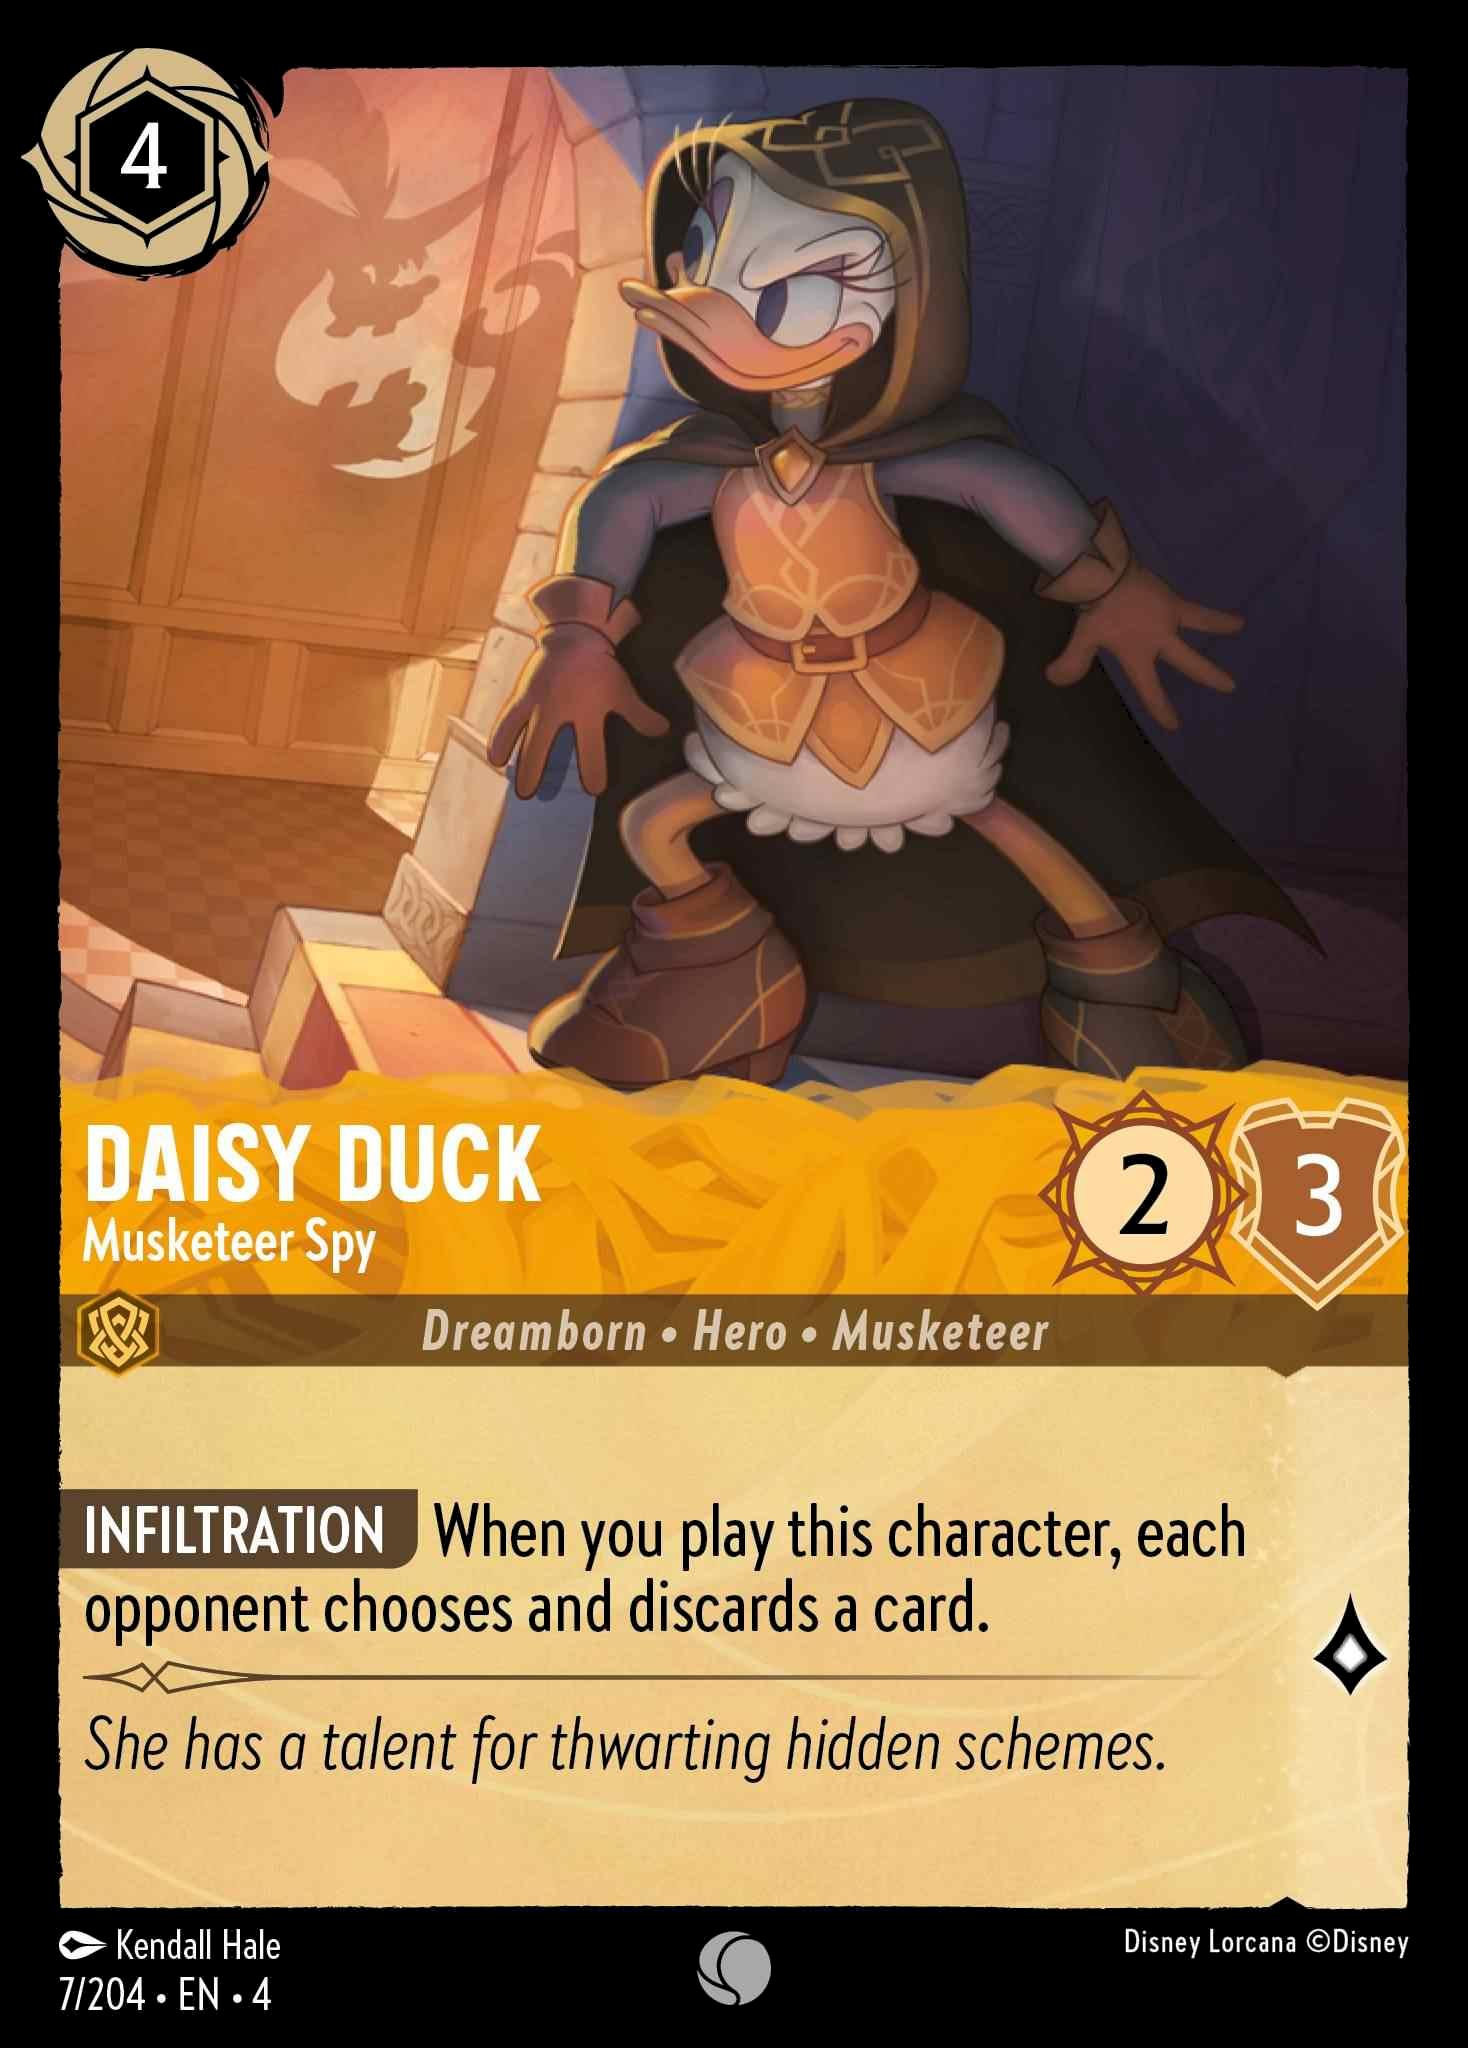 4
DAISY DUCK
Musketeer Spy
2
3
Dreamborn • Hero • Musketeer
INFILTRATION When you play this character, each
opponent chooses and discards a card.
She has a talent for thwarting hidden schemes.
Kendall Hale
7/204 • EN • 4
Disney Lorcana ©Disney